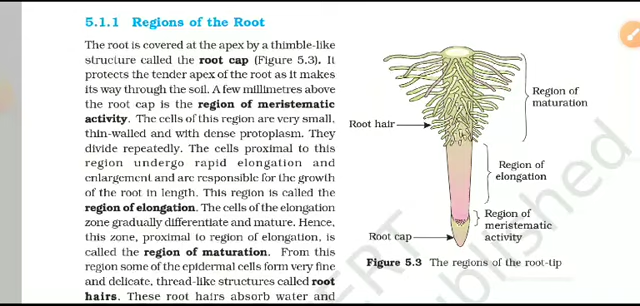 5.1.1 Regions of the Root
The root is covered at the apex by a thimble-like
structure called the root cap (Figure 5.3). It
protects the tender apex of the root as it makes
its way through the soil. A few millimetres above
the root cap is the region of meristematic
activity. The cells of this region are very small,
thin-walled and with dense protoplasm. They
divide repeatedly. The cells proximal to this
region undergo rapid elongation and
enlargement and are responsible for the growth
of the root in length. This region is called the
region of elongation. The cells of the elongation
zone gradually differentiate and mature. Hence,
this zone, proximal to region of elongation, is
called the region of maturation. From this
region some of the epidermal cells form very fine
and delicate, thread-like structures called root
hairs. These root hairs absorb water and
Region of
maturation
Root hair
Region of
elongation
Region of
meristematic
activity
Root cap
Figure 5.3 The regions of the root-tip